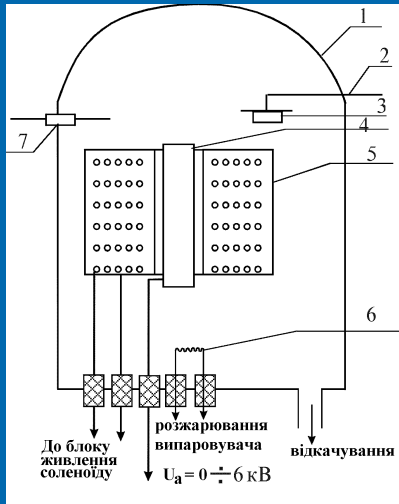 1
2
3
4
7
5
6
До блоку
живлення
соленоїду
розжарювання
випаровувача
відкачування
Uа = 0 ÷ 6 кВ